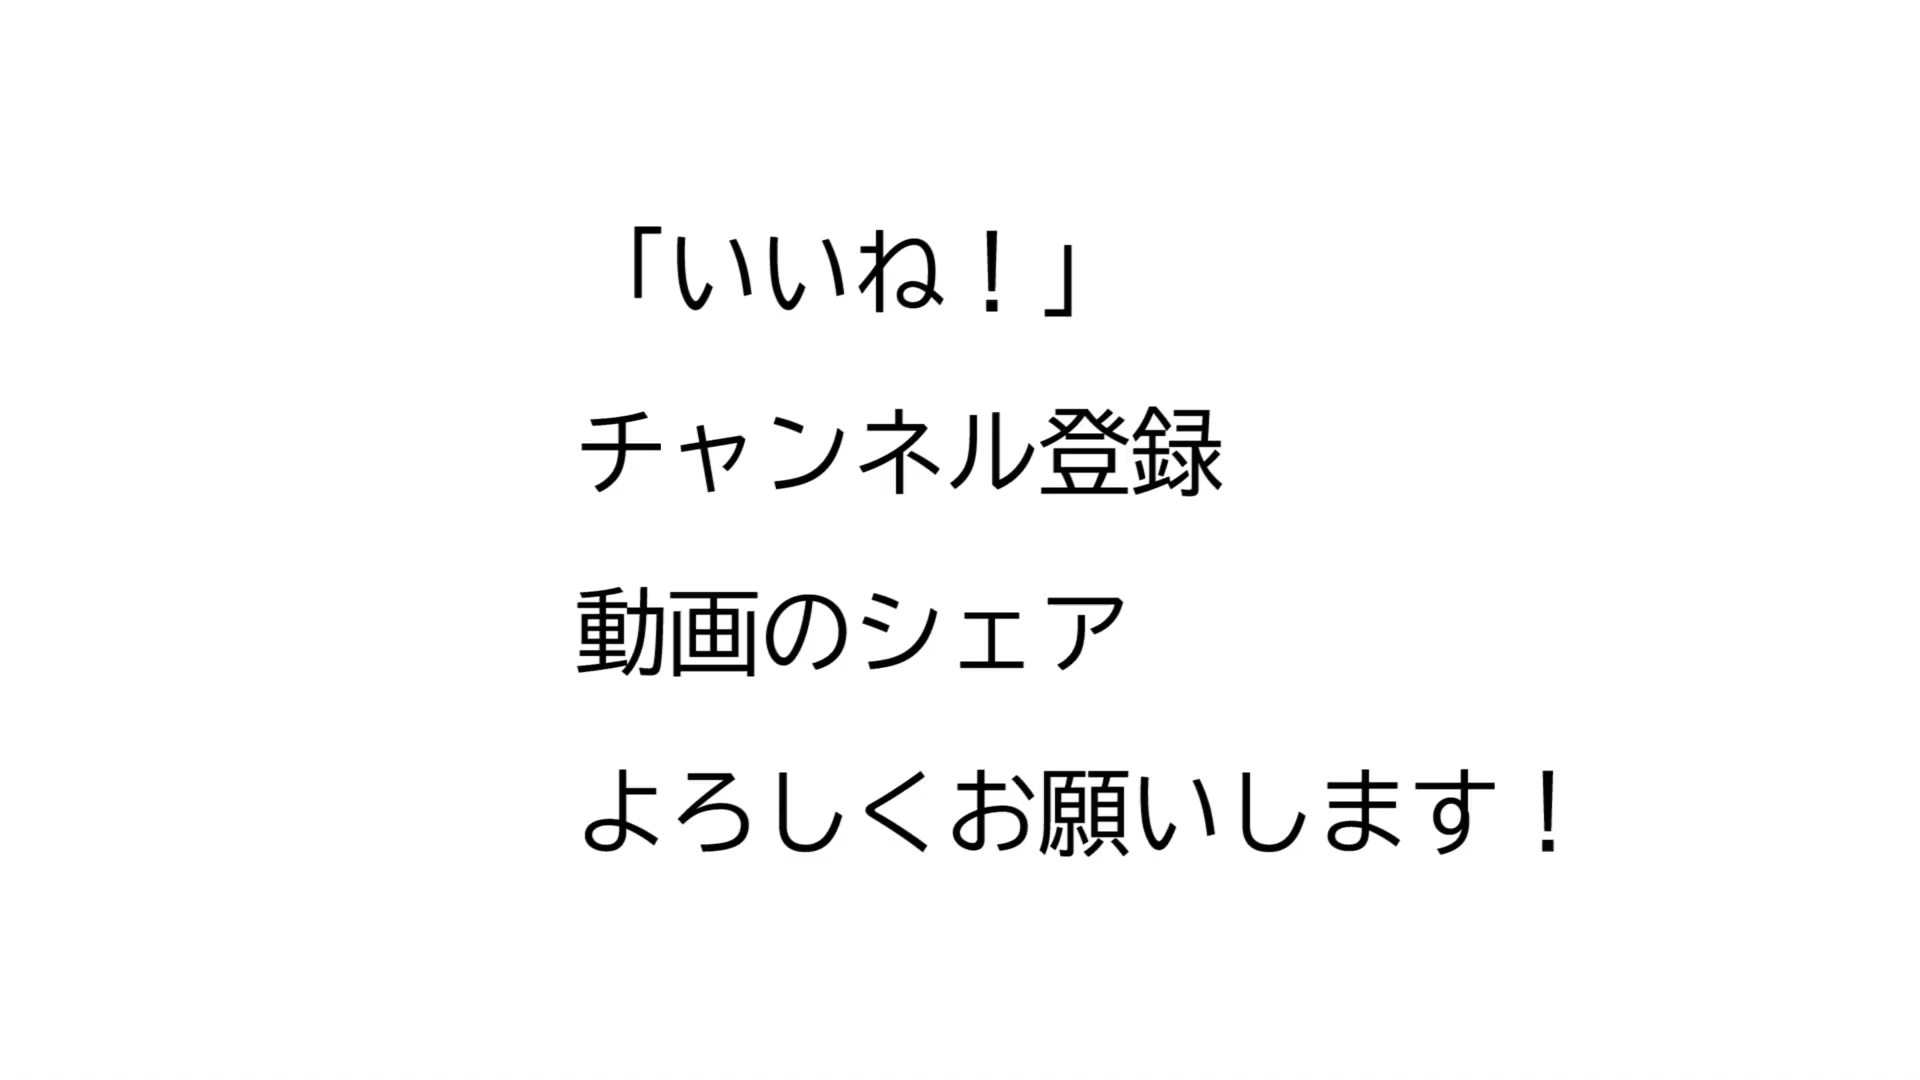 「いいね！」
チャンネル登録
動画のシェア
よろしくお願いします！